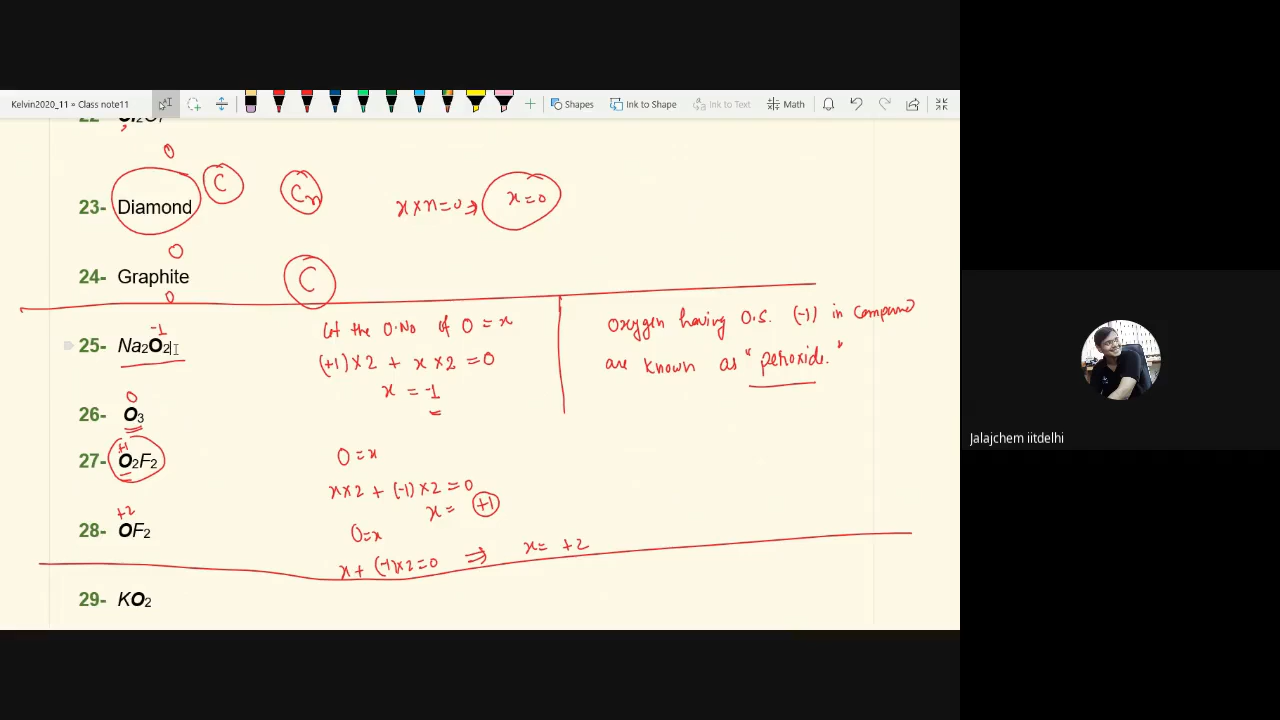 Kelvin2020_11 » Class note11
Shapes
Ink to Shape
Ink to Text
Math
22- Cl2O7
0
23- Diamond
C
Cn
x×n=0 ⇒ x=0
0
24- Graphite
C
0
25- Na2O2
-1
Let the O.No of O = x
(+1)×2 + x×2 = 0
x = -1
Oxygen having O.S. (-1) in compound
are known as "peroxide."
0
26- O3
+1
27- O2F2
O = x
x×2 + (-1)×2 = 0
x = +1
+2
28- OF2
O=x
x + (-1)×2=0 ⇒ x= +2
29- KO2
Jalajchem iitdelhi